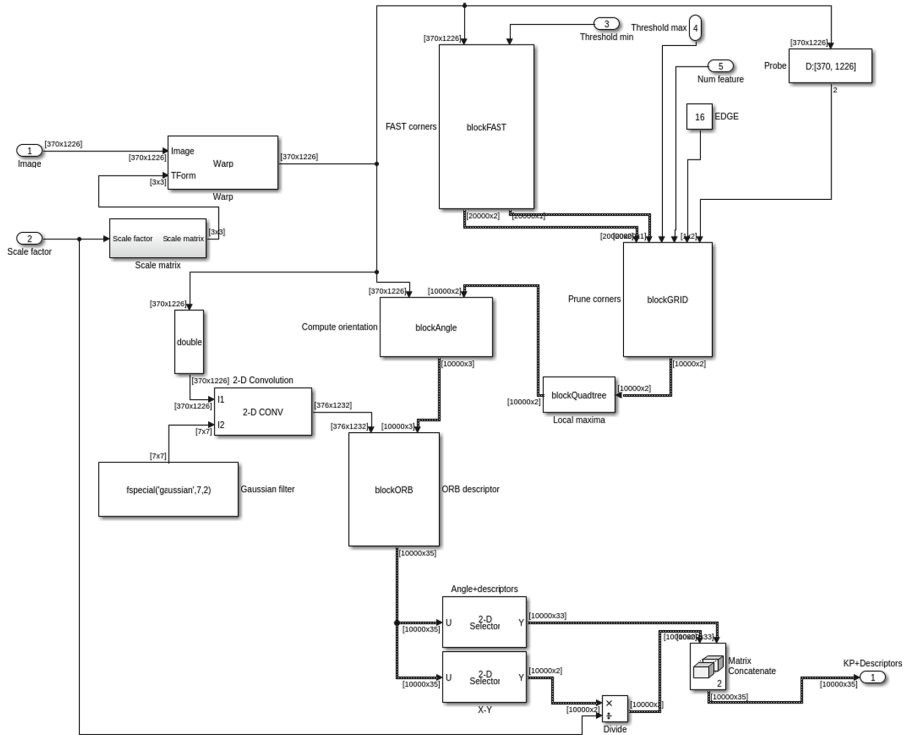 3
Threshold min
Threshold max
4
[370x1226]
[370x1226]
Probe
D:[370, 1226]
2
5
Num feature
16
EDGE
FAST corners
blockFAST
1
Image
[370x1226]
[370x1226]
Image
TForm
Warp
[370x1226]
[3x3]
Warp
2
Scale factor
Scale factor
Scale matrix
[3x3]
Scale matrix
[20000x2]
[20000x1]
[1x2]
Prune corners
blockGRID
[10000x2]
[370x1226]
double
[370x1226]
[370x1226]
[10000x2]
Compute orientation
blockAngle
[10000x3]
[10000x2]
blockQuadtree
[10000x2]
Local maxima
2-D Convolution
[370x1226]
I1
I2
2-D CONV
[376x1232]
[7x7]
[7x7]
fspecial('gaussian',7,2)
Gaussian filter
[376x1232]
[10000x3]
blockORB
ORB descriptor
[10000x35]
Angle+descriptors
[10000x35]
U
2-D
Selector
Y
[10000x33]
[10000x35]
U
2-D
Selector
Y
[10000x2]
X-Y
[10000x2]
×
÷
Divide
Matrix
Concatenate
2
[10000x35]
KP+Descriptors
[10000x35]
1